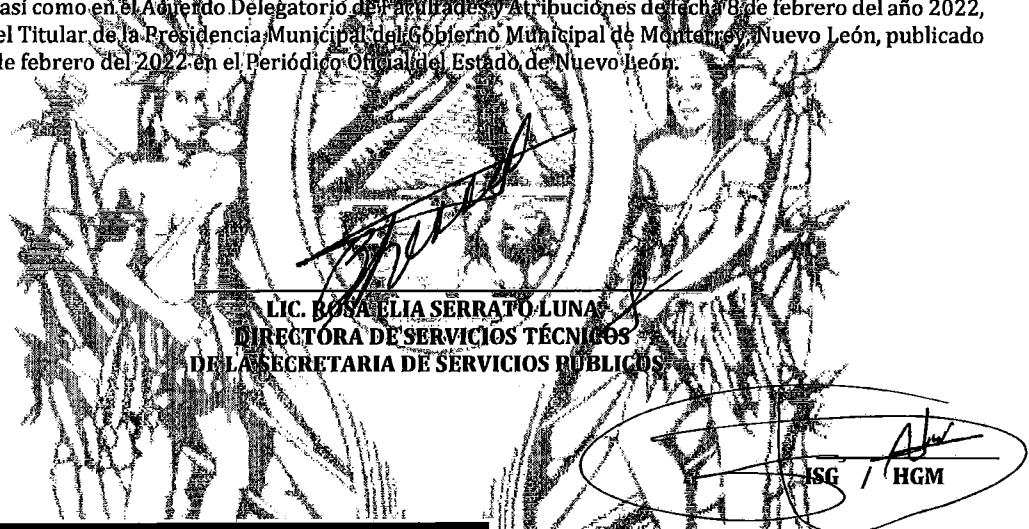 así como en el Acuerdo Delegatorio de Facultades y Atribuciones de fecha 8 de febrero del año 2022,
el Titular de la Presidencia Municipal del Gobierno Municipal de Monterrey, Nuevo León, publicado
de febrero del 2022 en el Periódico Oficial del Estado de Nuevo León.
LIC. ROSA ELIA SERRATO LUNA
DIRECTORA DE SERVICIOS TÉCNICOS
DE LA SECRETARIA DE SERVICIOS PÚBLICOS
ISG / HGM